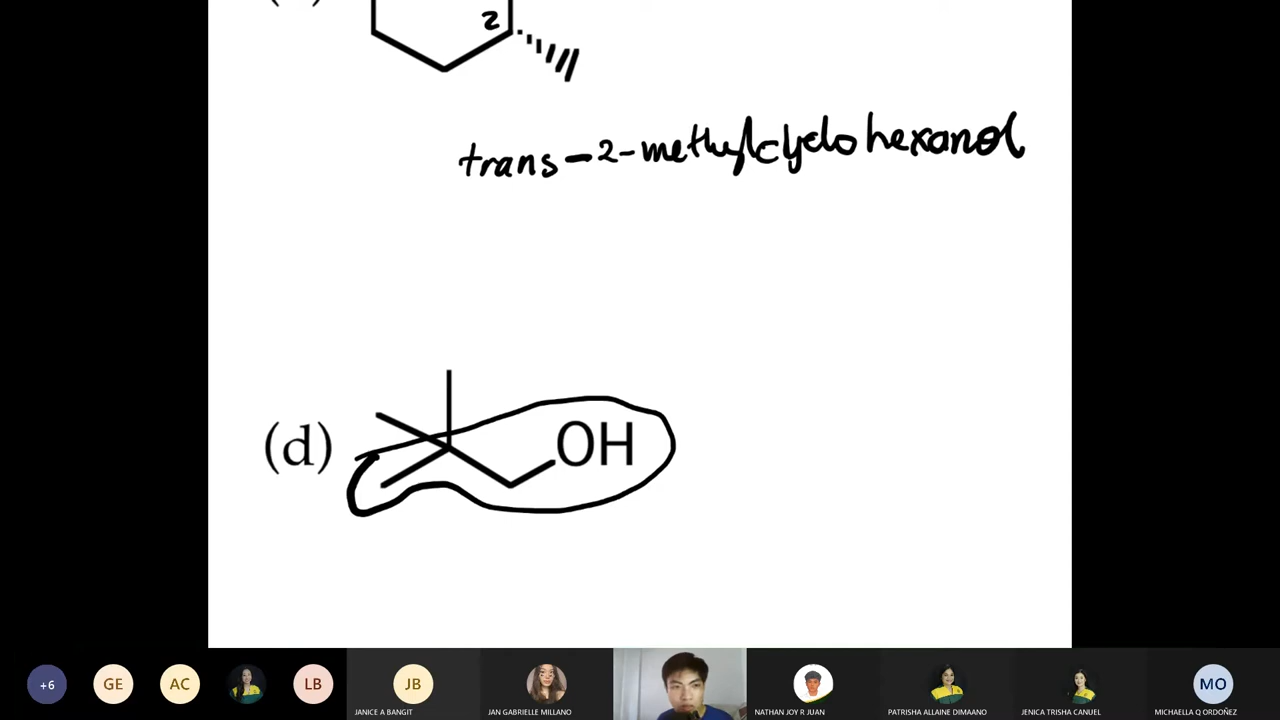 2
trans-2-methylcyclohexanol
(d)
OH
+6 GE AC LB JB MO
JANICE A BANGIT JAN GABRIELLE MILLANO NATHAN JOY R JUAN PATRISHA ALLAINE DIMAANO JENICA TRISHA CANUEL MICHAELLA Q ORDOÑEZ